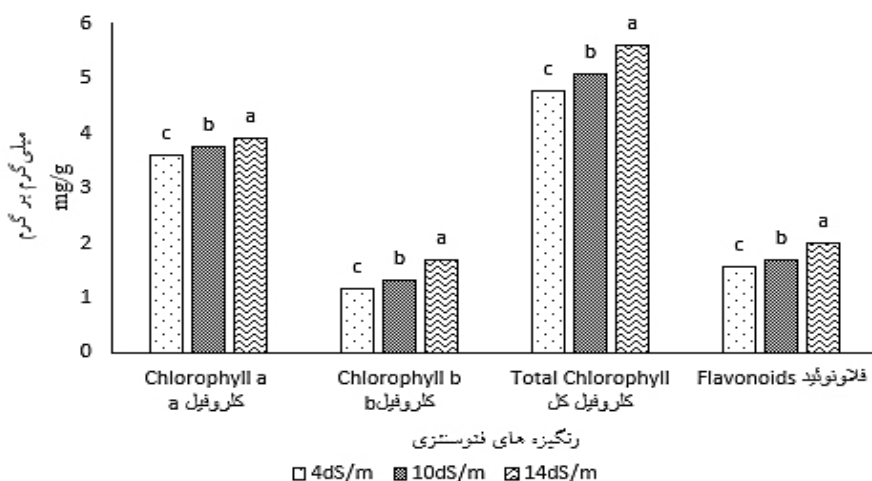 6
5
4
3
2
1
0
میلی‌گرم بر گرم
mg/g
c b a
c b a
c b a
c b a
Chlorophyll a
کلروفیل a
Chlorophyll b
کلروفیلb
Total Chlorophyll
کلروفیل کل
Flavonoids فلاونوئید
رنگیزه های فتوسنتزی
4dS/m 10dS/m 14dS/m